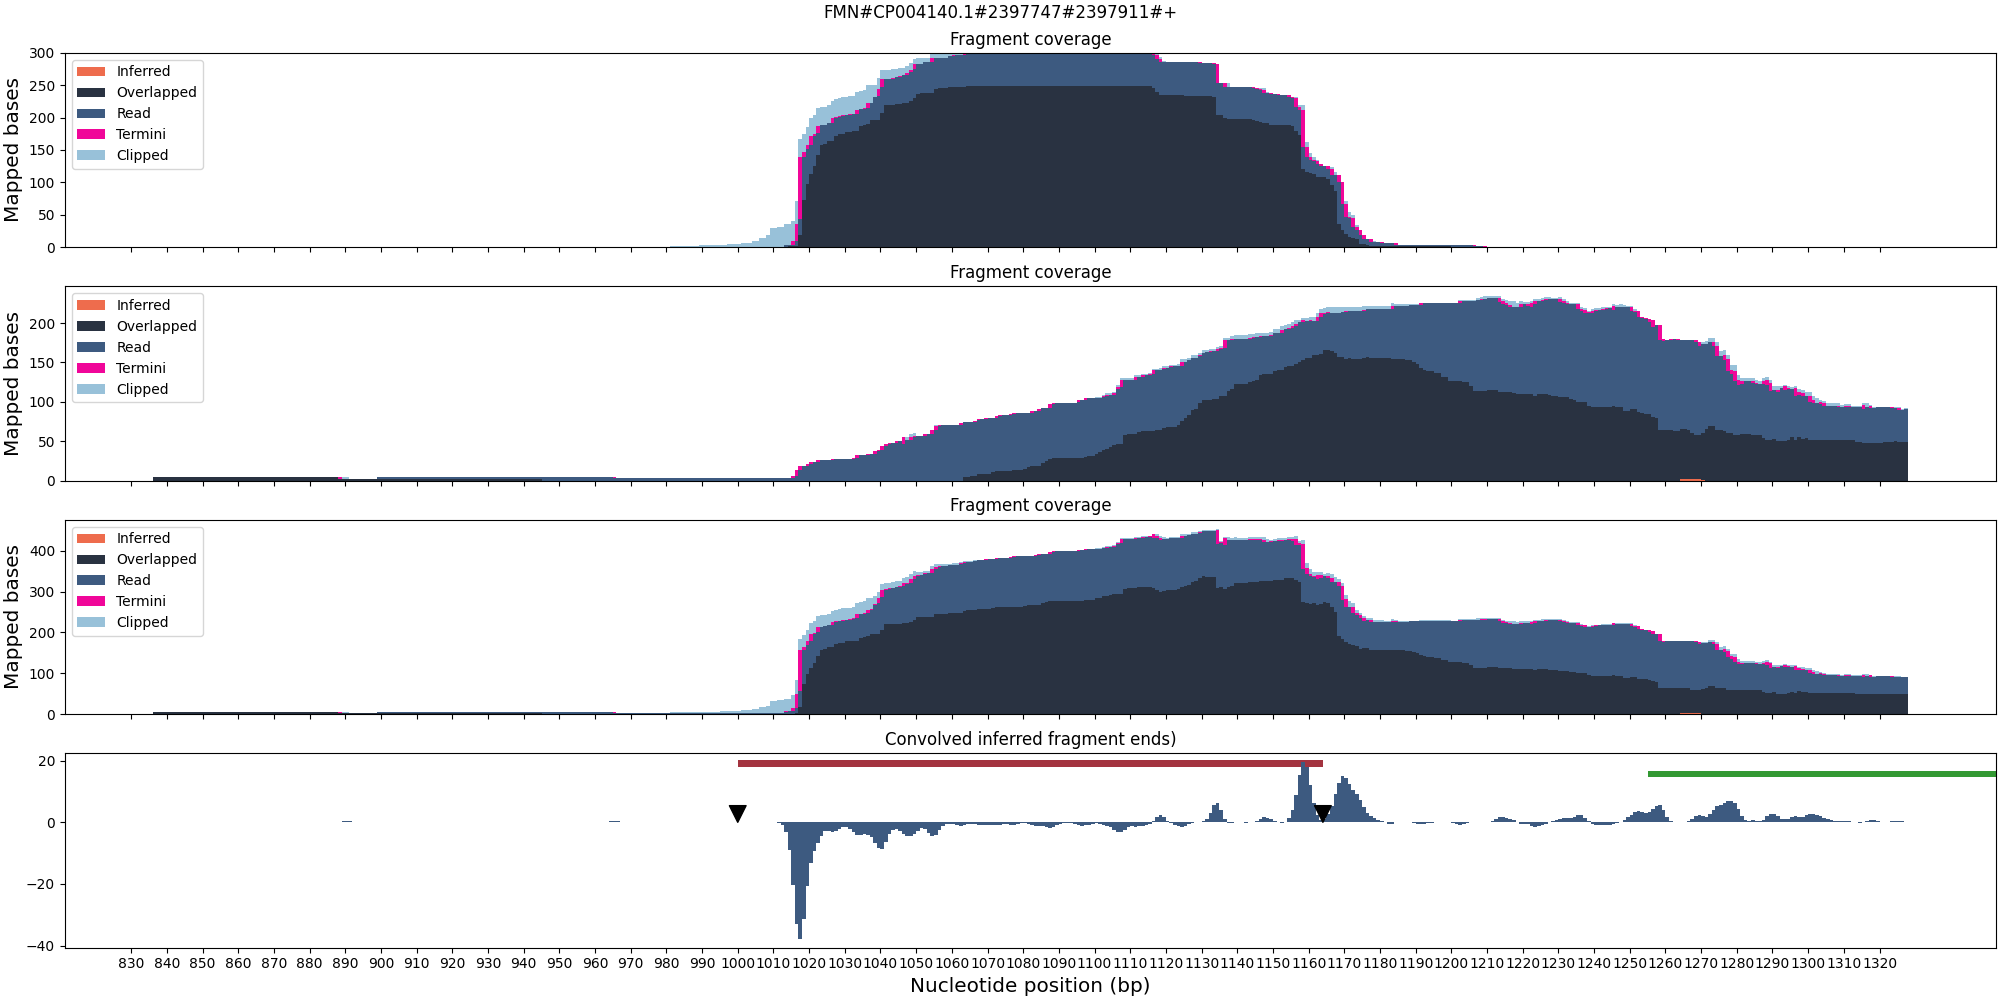 FMN#CP004140.1#2397747#2397911#+
Fragment coverage
Mapped bases
300
250
200
150
100
50
0
Inferred
Overlapped
Read
Termini
Clipped
Fragment coverage
Mapped bases
200
150
100
50
0
Inferred
Overlapped
Read
Termini
Clipped
Fragment coverage
Mapped bases
400
300
200
100
0
Inferred
Overlapped
Read
Termini
Clipped
Convolved inferred fragment ends)
20
0
−20
−40
830 840 850 860 870 880 890 900 910 920 930 940 950 960 970 980 990 1000 1010 1020 1030 1040 1050 1060 1070 1080 1090 1100 1110 1120 1130 1140 1150 1160 1170 1180 1190 1200 1210 1220 1230 1240 1250 1260 1270 1280 1290 1300 1310 1320
Nucleotide position (bp)